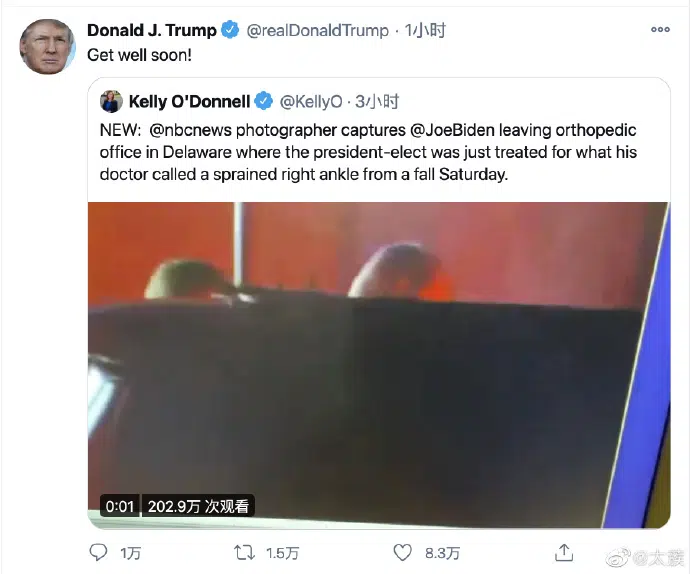 Donald J. Trump @realDonaldTrump · 1小时
Get well soon!
Kelly O'Donnell @KellyO · 3小时
NEW: @nbcnews photographer captures @JoeBiden leaving orthopedic
office in Delaware where the president-elect was just treated for what his
doctor called a sprained right ankle from a fall Saturday.
0:01 202.9万 次观看
1万 1.5万 8.3万
@太蔟